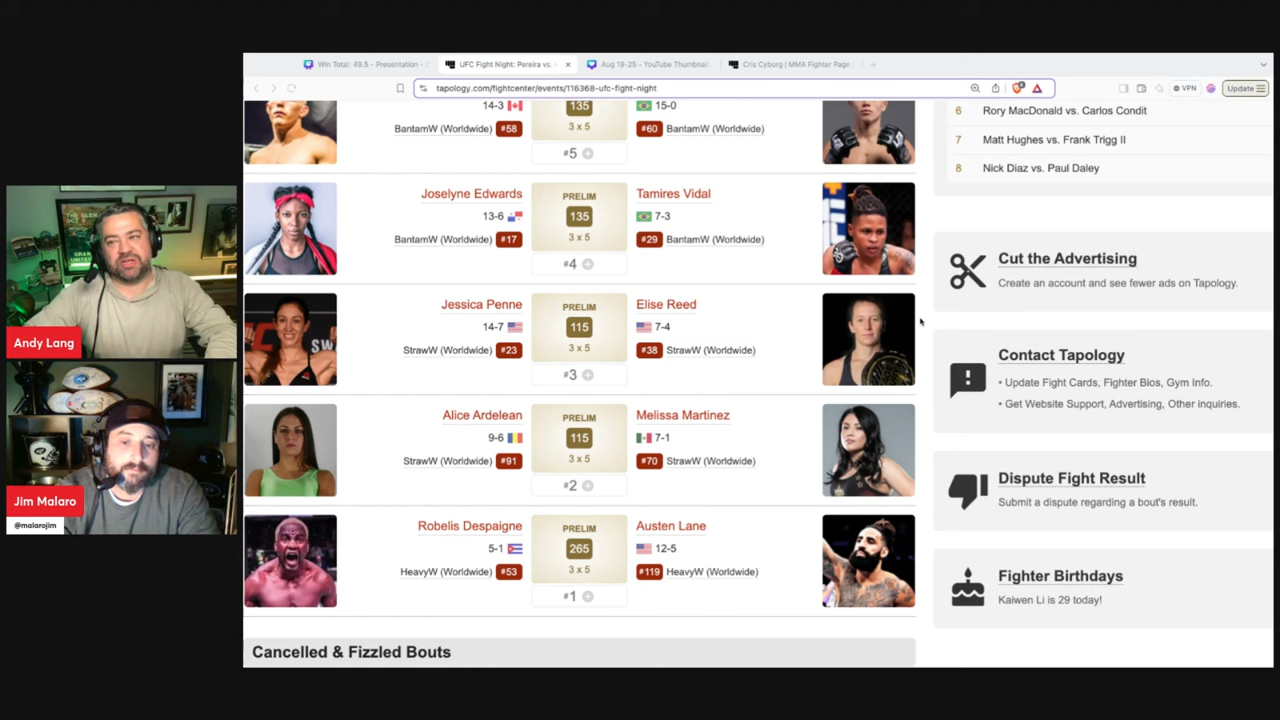 Win Total: 49.5 - Presentation - C
UFC Fight Night: Pereira vs.
Aug 19-25 - YouTube Thumbnail
Cris Cyborg | MMA Fighter Page
tapology.com/fightcenter/events/116368-ufc-fight-night
VPN
Update
14-3
135
15-0
BantamW (Worldwide) #58
3 x 5
#60 BantamW (Worldwide)
#5
Joselyne Edwards
PRELIM
Tamires Vidal
13-6
135
7-3
BantamW (Worldwide) #17
3 x 5
#29 BantamW (Worldwide)
#4
Jessica Penne
PRELIM
Elise Reed
14-7
115
7-4
StrawW (Worldwide) #23
3 x 5
#38 StrawW (Worldwide)
#3
Alice Ardelean
PRELIM
Melissa Martinez
9-6
115
7-1
StrawW (Worldwide) #91
3 x 5
#70 StrawW (Worldwide)
#2
Robelis Despaigne
PRELIM
Austen Lane
5-1
265
12-5
HeavyW (Worldwide) #53
3 x 5
#119 HeavyW (Worldwide)
#1
Cancelled & Fizzled Bouts
6 Rory MacDonald vs. Carlos Condit
7 Matt Hughes vs. Frank Trigg II
8 Nick Diaz vs. Paul Daley
Cut the Advertising
Create an account and see fewer ads on Tapology.
Contact Tapology
• Update Fight Cards, Fighter Bios, Gym Info.
• Get Website Support, Advertising, Other inquiries.
Dispute Fight Result
Submit a dispute regarding a bout's result.
Fighter Birthdays
Kaiwen Li is 29 today!
Andy Lang
Jim Malaro
@malarojim